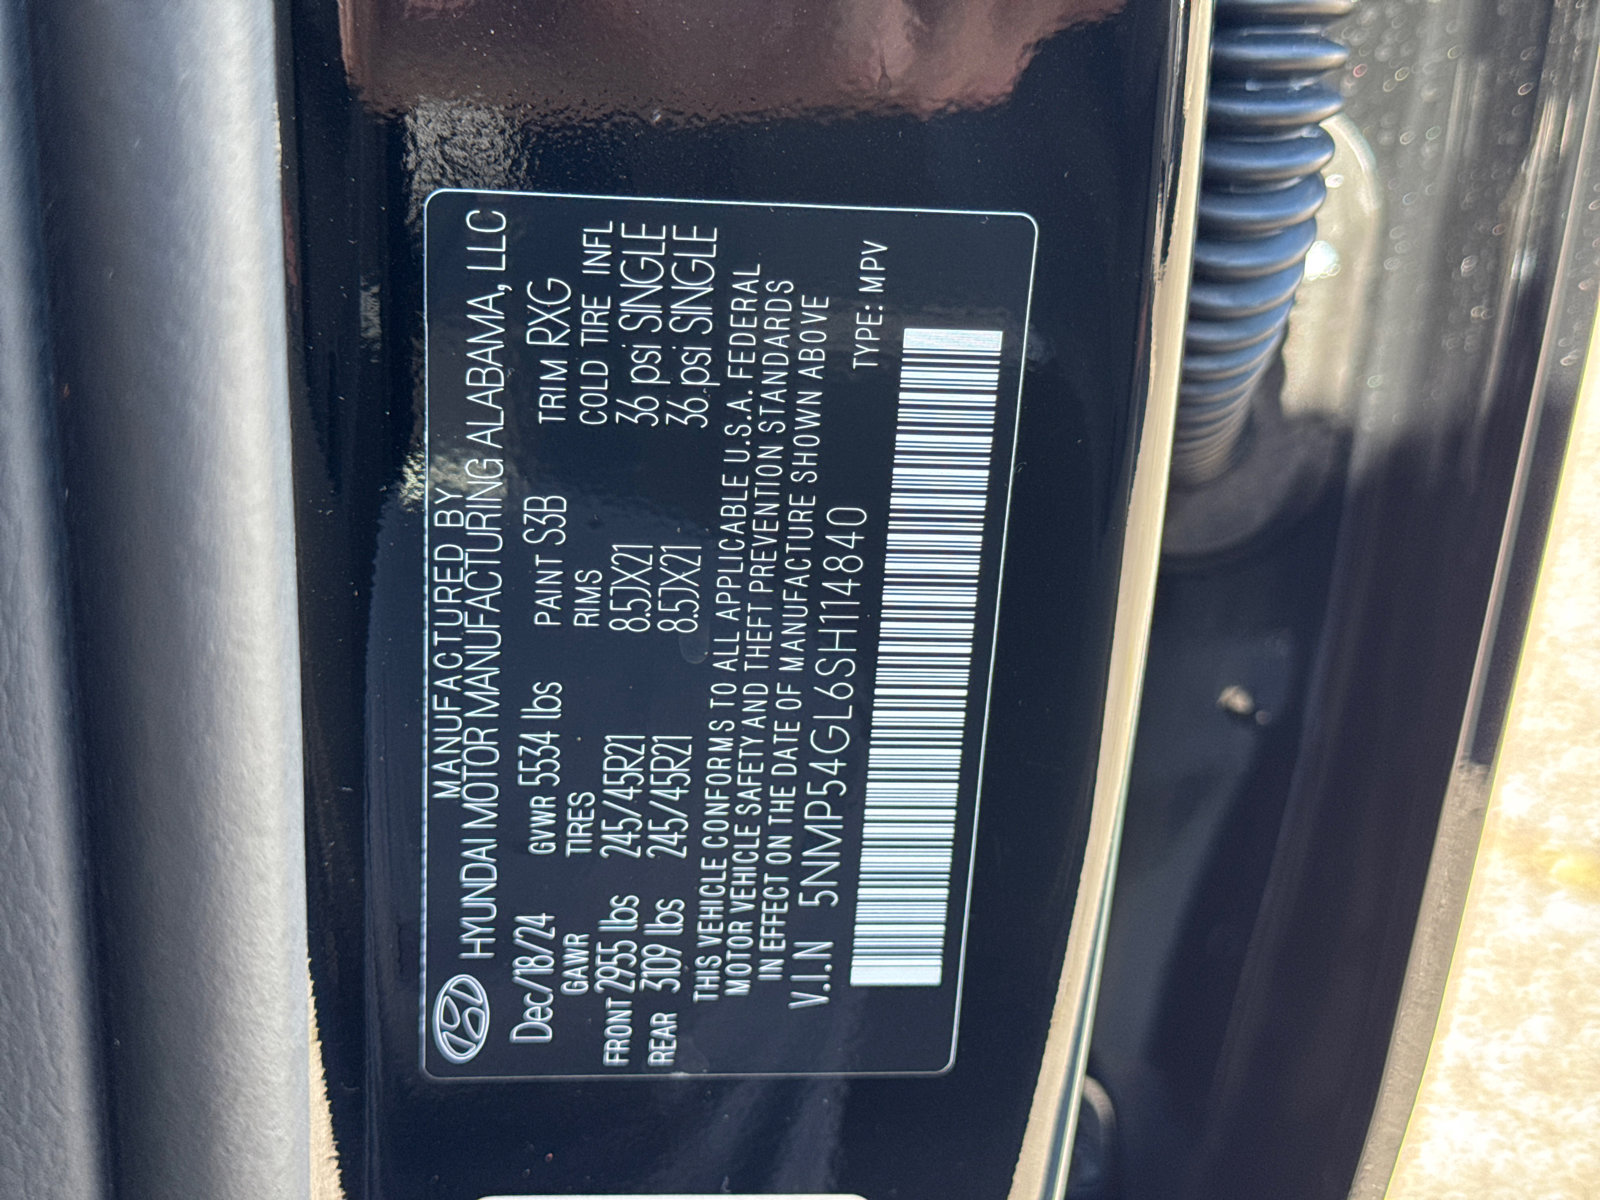 MANUFACTURED BY
HYUNDAI MOTOR MANUFACTURING ALABAMA, LLC
Dec/18/24 GVWR 5534 lbs PAINT S3B TRIM RXG
GAWR TIRES RIMS COLD TIRE INFL
FRONT 2955 lbs 245/45R21 8.5JX21 36 psi SINGLE
REAR 3109 lbs 245/45R21 8.5JX21 36 psi SINGLE
THIS VEHICLE CONFORMS TO ALL APPLICABLE U.S.A. FEDERAL
MOTOR VEHICLE SAFETY AND THEFT PREVENTION STANDARDS
IN EFFECT ON THE DATE OF MANUFACTURE SHOWN ABOVE
V.I.N 5NMP54GL6SH114840 TYPE: MPV